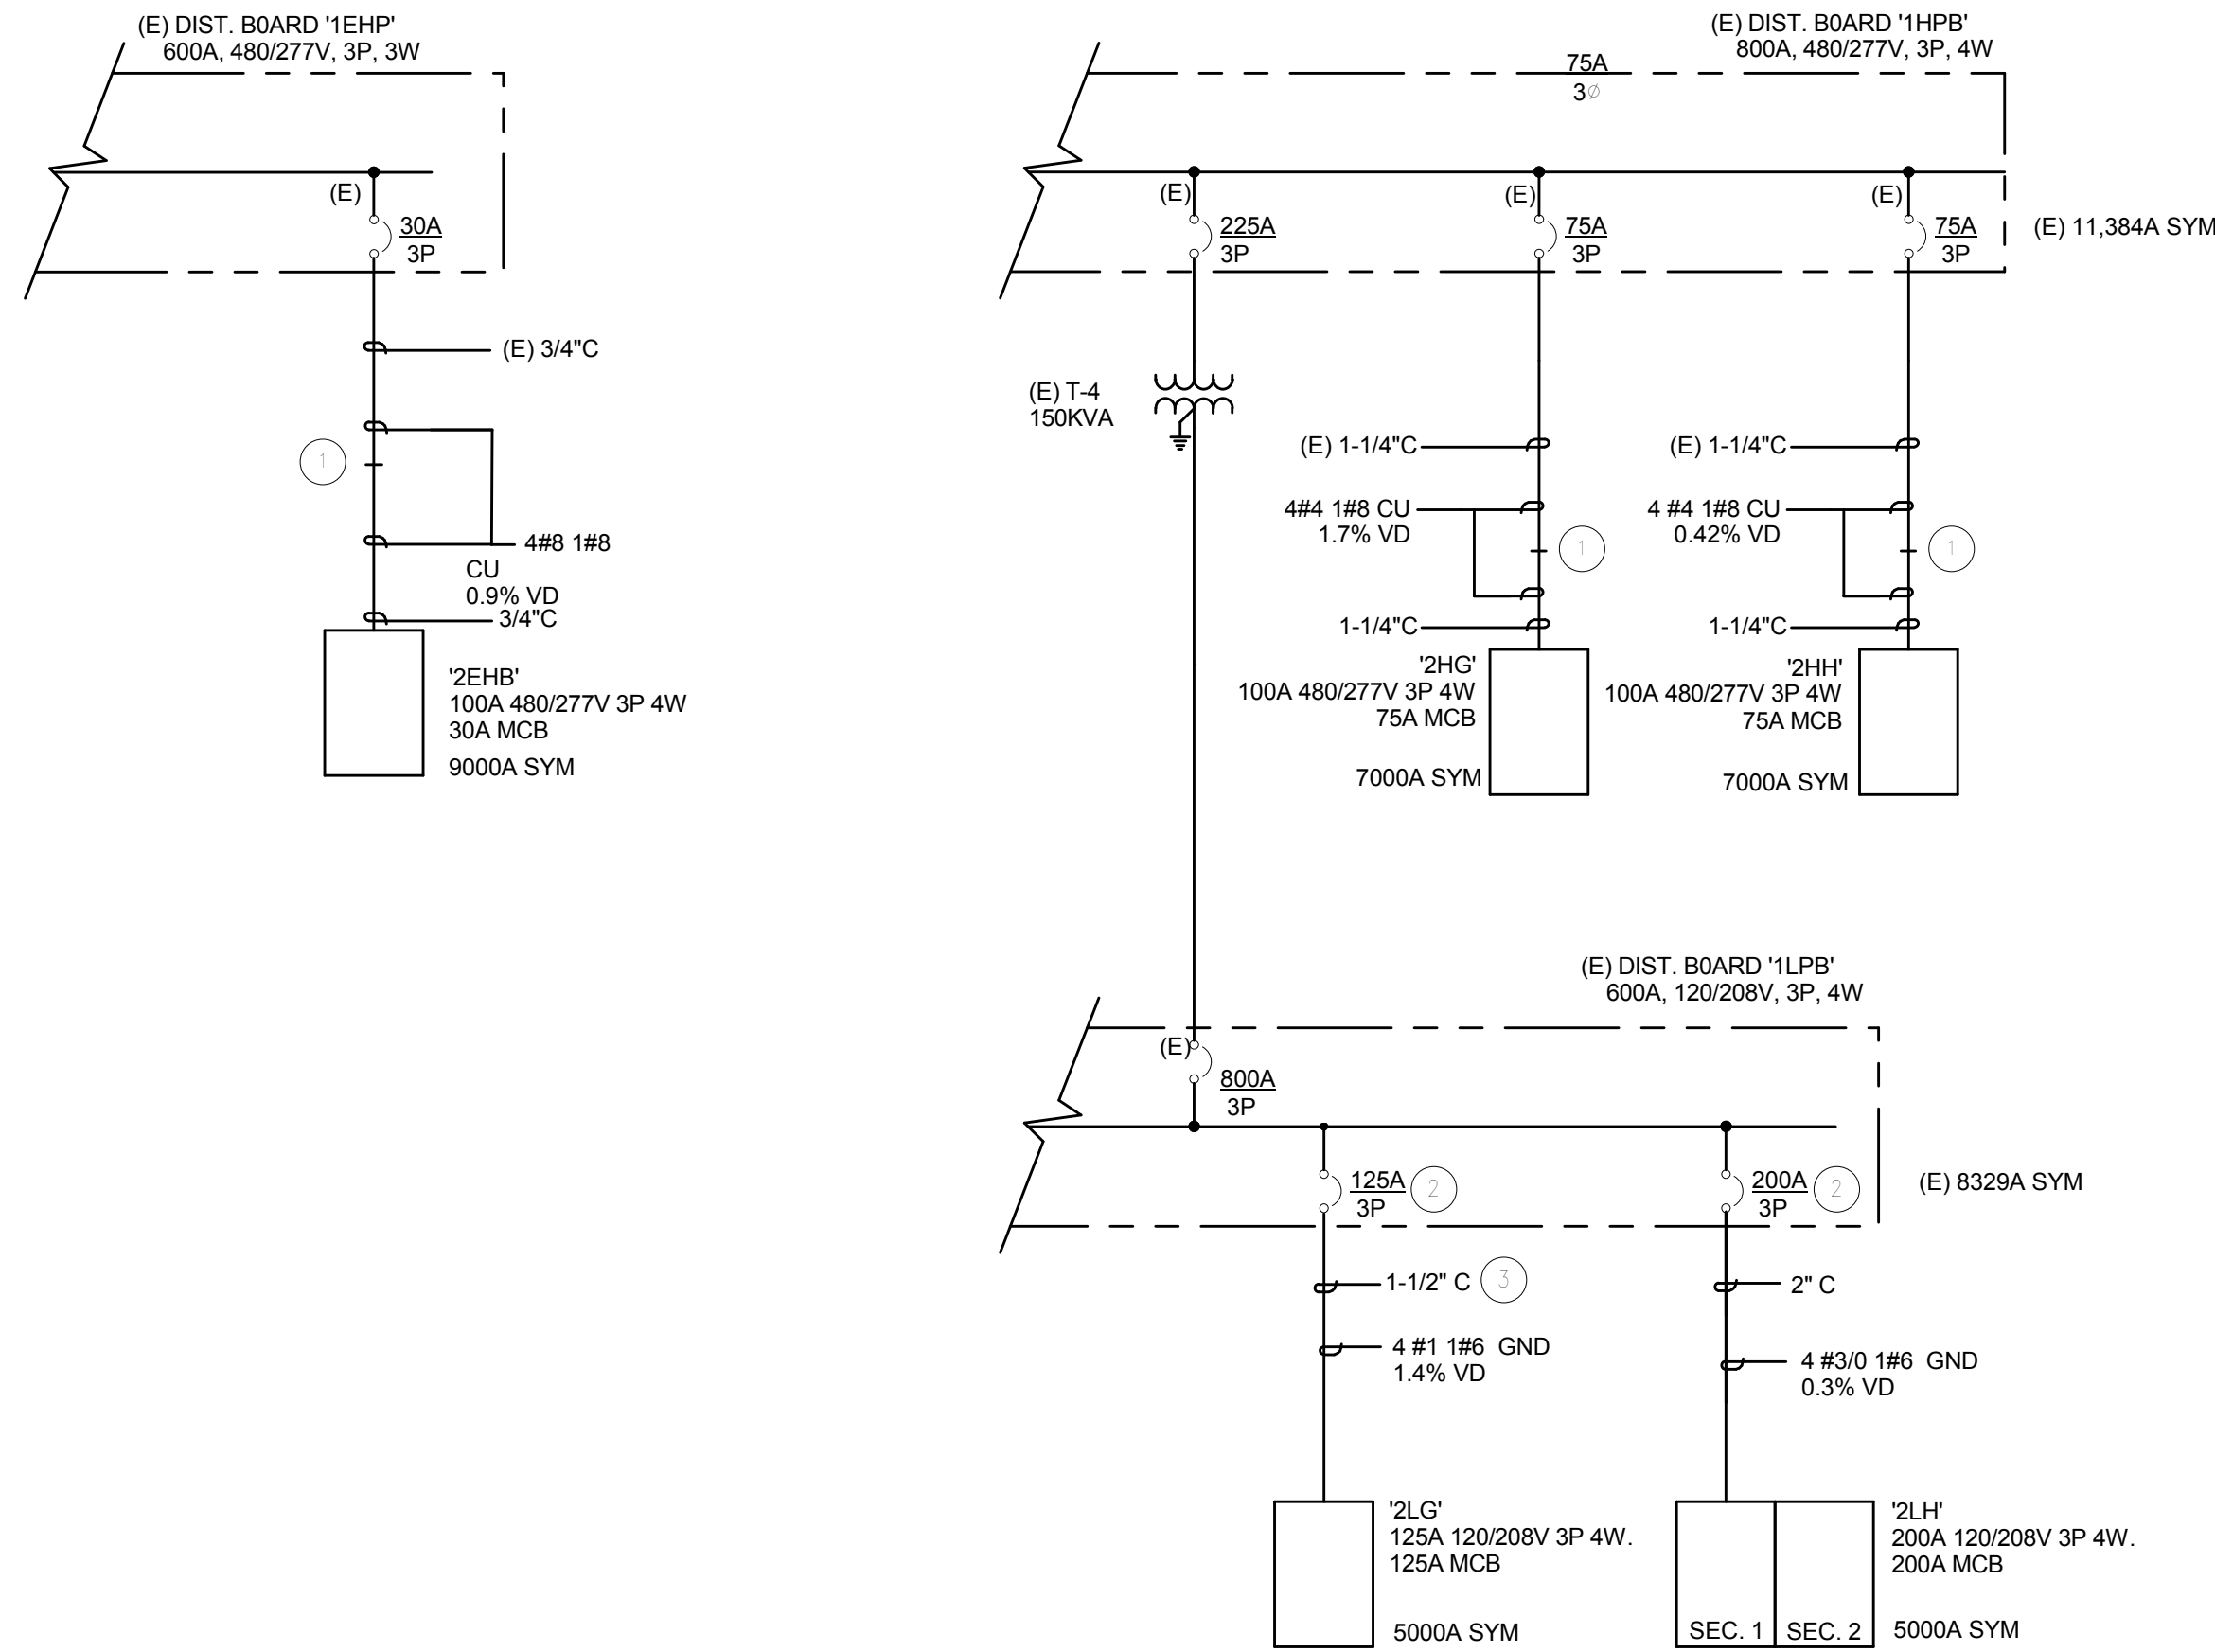 (E) DIST. B0ARD '1EHP'
600A, 480/277V, 3P, 3W
(E)
30A
3P
(E) 3/4"C
1
4#8 1#8
CU
0.9% VD
3/4"C
'2EHB'
100A 480/277V 3P 4W
30A MCB
9000A SYM
(E) DIST. B0ARD '1HPB'
800A, 480/277V, 3P, 4W
75A
3∅
(E)
225A
3P
(E)
75A
3P
(E)
75A
3P
(E) 11,384A SYM
(E) T-4
150KVA
(E) 1-1/4"C
4#4 1#8 CU
1.7% VD
1
1-1/4"C
'2HG'
100A 480/277V 3P 4W
75A MCB
7000A SYM
(E) 1-1/4"C
4 #4 1#8 CU
0.42% VD
1
1-1/4"C
'2HH'
100A 480/277V 3P 4W
75A MCB
7000A SYM
(E) DIST. B0ARD '1LPB'
600A, 120/208V, 3P, 4W
(E)
800A
3P
125A
3P
2
200A
3P
2
(E) 8329A SYM
1-1/2" C
3
4 #1 1#6 GND
1.4% VD
2" C
4 #3/0 1#6 GND
0.3% VD
'2LG'
125A 120/208V 3P 4W.
125A MCB
5000A SYM
SEC. 1
SEC. 2
'2LH'
200A 120/208V 3P 4W.
200A MCB
5000A SYM